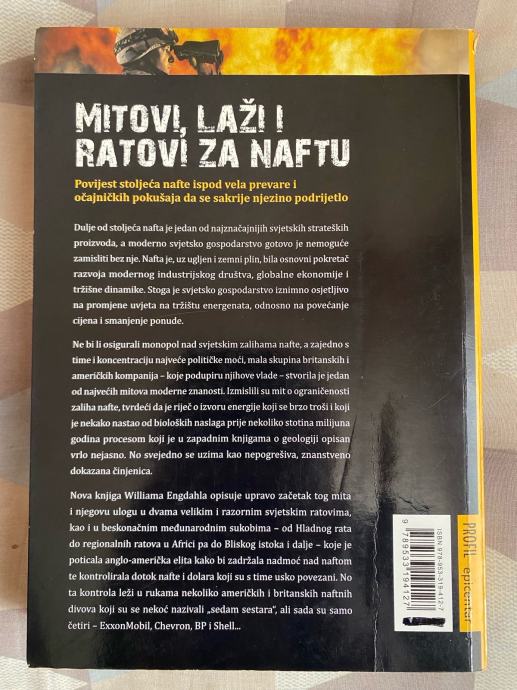 MITOVI, LAŽI I
RATOVI ZA NAFTU
Povijest stoljeća nafte ispod vela prevare i
očajničkih pokušaja da se sakrije njezino podrijetlo
Dulje od stoljeća nafta je jedan od najznačajnijih svjetskih strateških
proizvoda, a moderno svjetsko gospodarstvo gotovo je nemoguće
zamisliti bez nje. Nafta je, uz ugljen i zemni plin, bila osnovni pokretač
razvoja modernog industrijskog društva, globalne ekonomije i
tržišne dinamike. Stoga je svjetsko gospodarstvo iznimno osjetljivo
na promjene uvjeta na tržištu energenata, odnosno na povećanje
cijena i smanjenje ponude.
Ne bi li osigurali monopol nad svjetskim zalihama nafte, a zajedno s
time i koncentraciju najveće političke moći, mala skupina britanskih i
američkih kompanija – koje podupiru njihove vlade – stvorila je jedan
od najvećih mitova moderne znanosti. Izmislili su mit o ograničenosti
zaliha nafte, tvrdeći da je riječ o izvoru energije koji se brzo troši i koji
je nekako nastao od bioloških naslaga prije nekoliko stotina milijuna
godina procesom koji je u zapadnim knjigama o geologiji opisan
vrlo nejasno. No svejedno se uzima kao nepogrešiva, znanstveno
dokazana činjenica.
Nova knjiga Williama Engdahla opisuje upravo začetak tog mita
i njegovu ulogu u dvama velikim i razornim svjetskim ratovima,
kao i u beskonačnim međunarodnim sukobima – od Hladnog rata
do regionalnih ratova u Africi pa do Bliskog istoka i dalje – koje je
poticala anglo-američka elita kako bi zadržala nadmoć nad naftom
te kontrolirala dotok nafte i dolara koji su s time usko povezani. No
ta kontrola leži u rukama nekoliko američkih i britanskih naftnih
divova koji su se nekoć nazivali „sedam sestara“, ali sada su samo
četiri – ExxonMobil, Chevron, BP i Shell...
ISBN 978-953-319-412-7
9 789533 194127
PROFIL epicentar